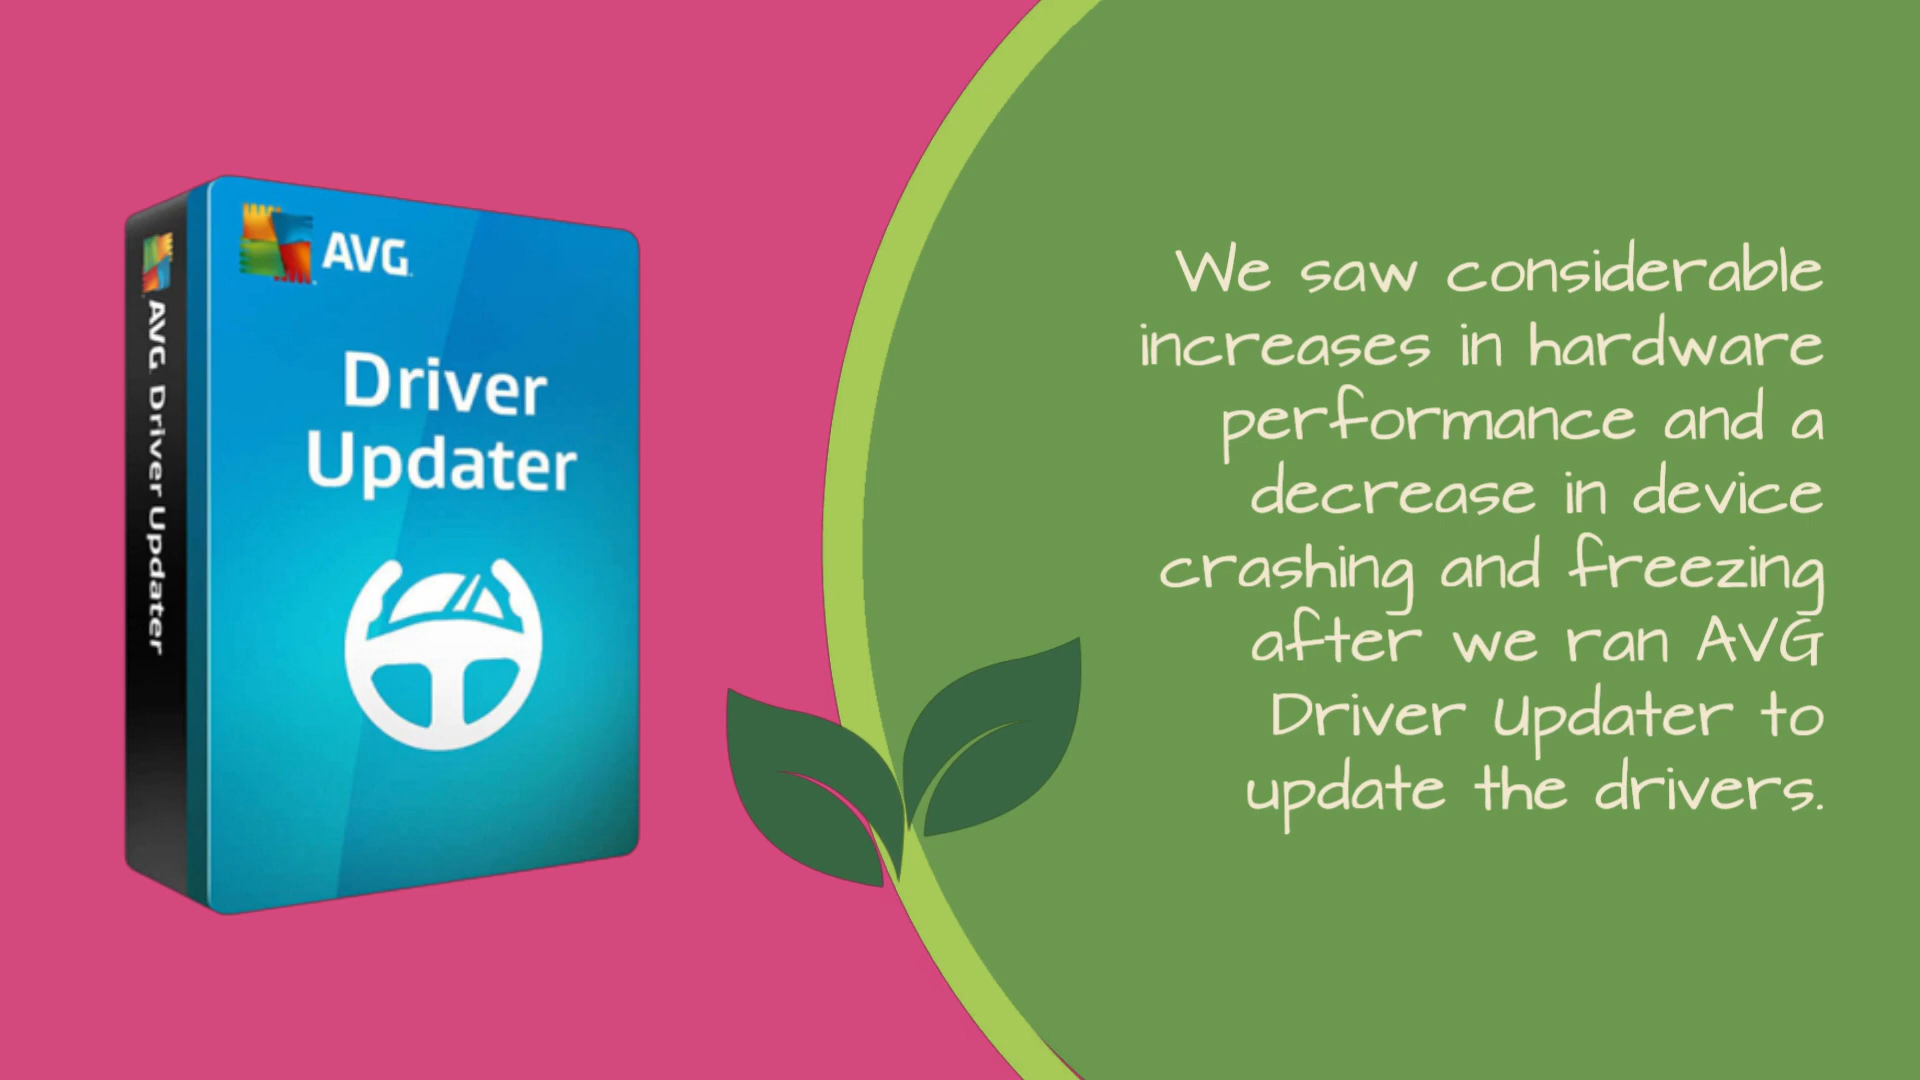 AVG
Driver
Updater
AVG Driver Updater
We saw considerable
increases in hardware
performance and a
decrease in device
crashing and freezing
after we ran AVG
Driver Updater to
update the drivers.